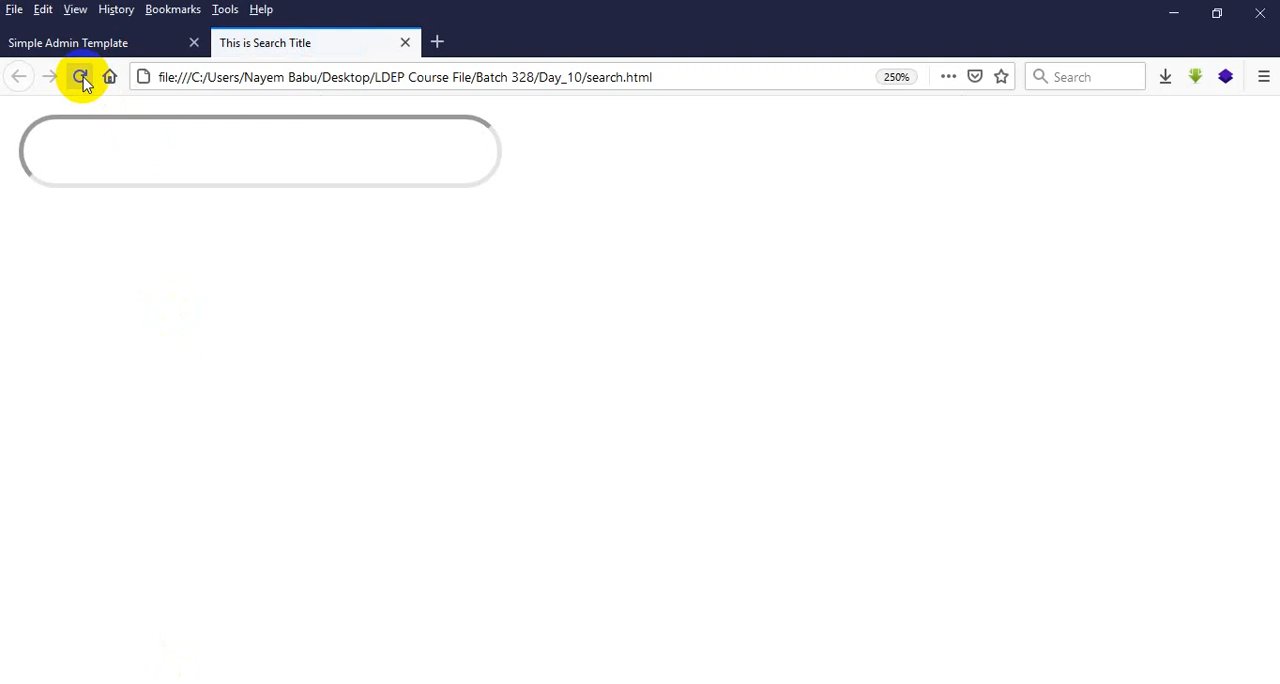 File Edit View History Bookmarks Tools Help
Simple Admin Template This is Search Title
file:///C:/Users/Nayem Babu/Desktop/LDEP Course File/Batch 328/Day_10/search.html 250% Search